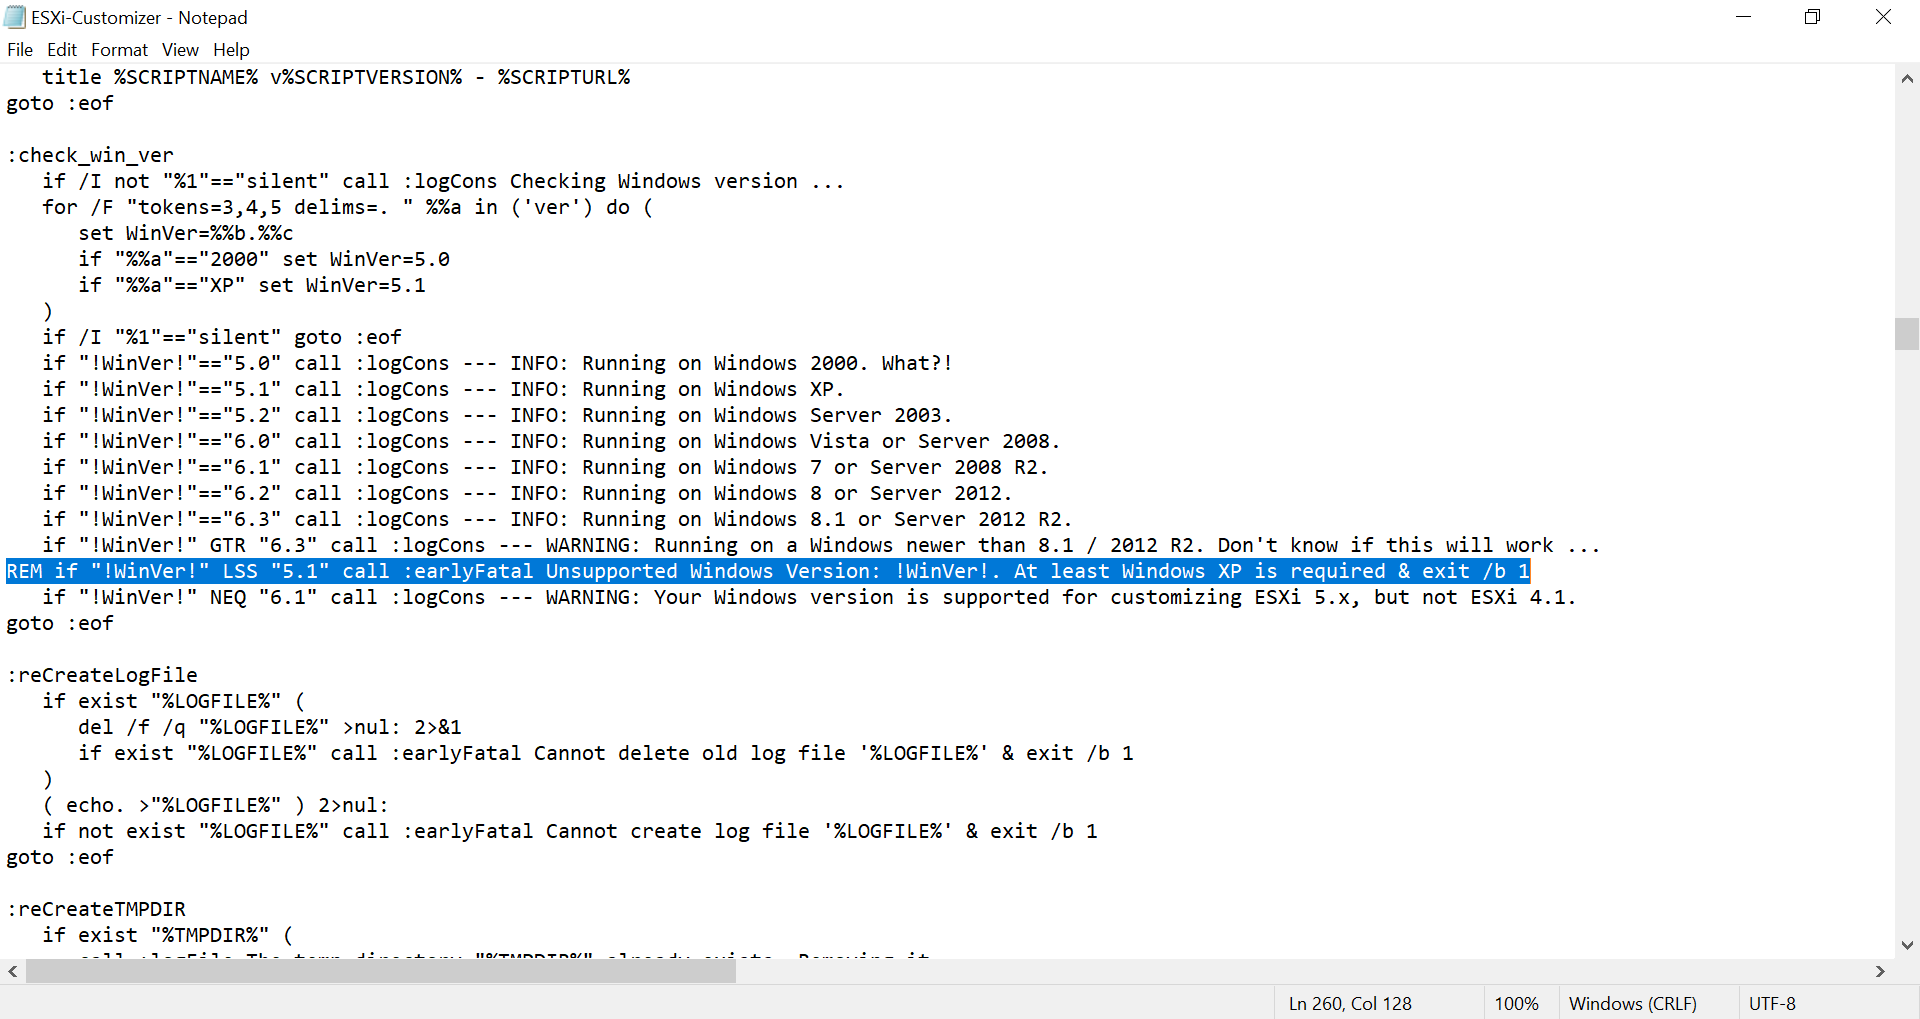 ESXi-Customizer - Notepad
File Edit Format View Help
title %SCRIPTNAME% v%SCRIPTVERSION% - %SCRIPTURL%
goto :eof
:check_win_ver
if /I not "%1"=="silent" call :logCons Checking Windows version ...
for /F "tokens=3,4,5 delims=. " %%a in ('ver') do (
set WinVer=%%b.%%c
if "%%a"=="2000" set WinVer=5.0
if "%%a"=="XP" set WinVer=5.1
)
if /I "%1"=="silent" goto :eof
if "!WinVer!"=="5.0" call :logCons --- INFO: Running on Windows 2000. What?!
if "!WinVer!"=="5.1" call :logCons --- INFO: Running on Windows XP.
if "!WinVer!"=="5.2" call :logCons --- INFO: Running on Windows Server 2003.
if "!WinVer!"=="6.0" call :logCons --- INFO: Running on Windows Vista or Server 2008.
if "!WinVer!"=="6.1" call :logCons --- INFO: Running on Windows 7 or Server 2008 R2.
if "!WinVer!"=="6.2" call :logCons --- INFO: Running on Windows 8 or Server 2012.
if "!WinVer!"=="6.3" call :logCons --- INFO: Running on Windows 8.1 or Server 2012 R2.
if "!WinVer!" GTR "6.3" call :logCons --- WARNING: Running on a Windows newer than 8.1 / 2012 R2. Don't know if this will work ...
REM if "!WinVer!" LSS "5.1" call :earlyFatal Unsupported Windows Version: !WinVer!. At least Windows XP is required & exit /b 1
if "!WinVer!" NEQ "6.1" call :logCons --- WARNING: Your Windows version is supported for customizing ESXi 5.x, but not ESXi 4.1.
goto :eof
:reCreateLogFile
if exist "%LOGFILE%" (
del /f /q "%LOGFILE%" >nul: 2>&1
if exist "%LOGFILE%" call :earlyFatal Cannot delete old log file '%LOGFILE%' & exit /b 1
)
( echo. >"%LOGFILE%" ) 2>nul:
if not exist "%LOGFILE%" call :earlyFatal Cannot create log file '%LOGFILE%' & exit /b 1
goto :eof
:reCreateTMPDIR
if exist "%TMPDIR%" (
call :logFile The temp directory "%TMPDIR%" already exists. Removing it
Ln 260, Col 128
100%
Windows (CRLF)
UTF-8